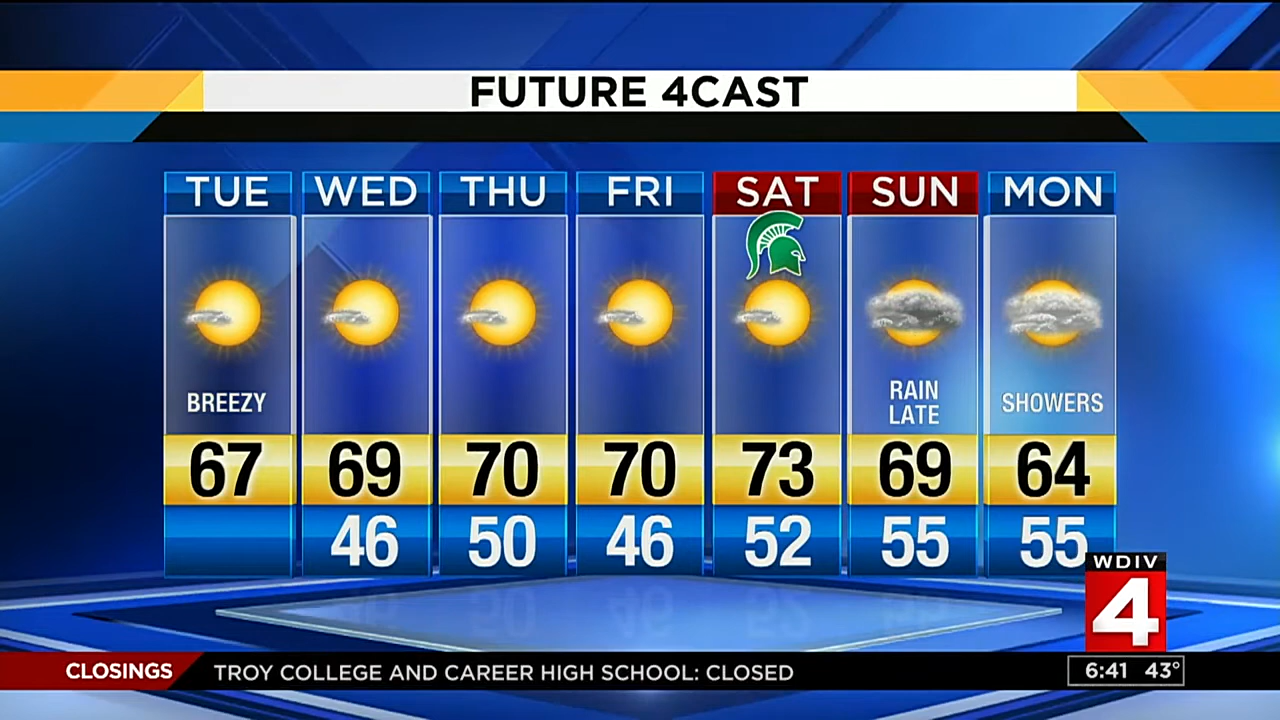 FUTURE 4CAST
TUE WED THU FRI SAT SUN MON
BREEZY
RAIN
LATE
SHOWERS
67 69 70 70 73 69 64
46 50 46 52 55 55
WDIV
4
CLOSINGS TROY COLLEGE AND CAREER HIGH SCHOOL: CLOSED 6:41 43°